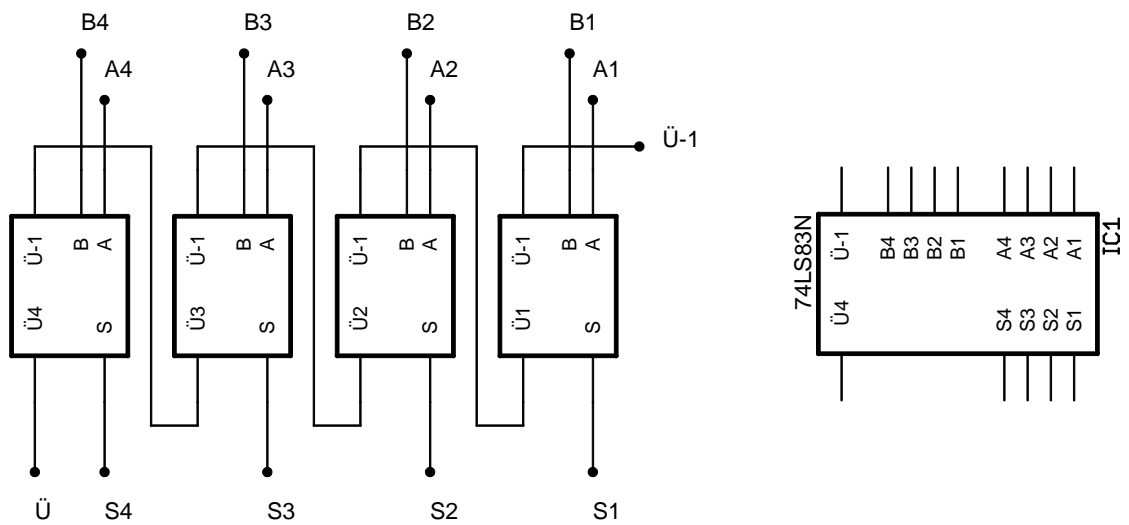 B4 B3 B2 B1
A4 A3 A2 A1
Ü-1
Ü-1 B A
Ü4 S
Ü-1 B A
Ü3 S
Ü-1 B A
Ü2 S
Ü-1 B A
Ü1 S
Ü S4 S3 S2 S1
74LS83N
Ü-1 B4 B3 B2 B1 A4 A3 A2 A1
Ü4 S4 S3 S2 S1
IC1